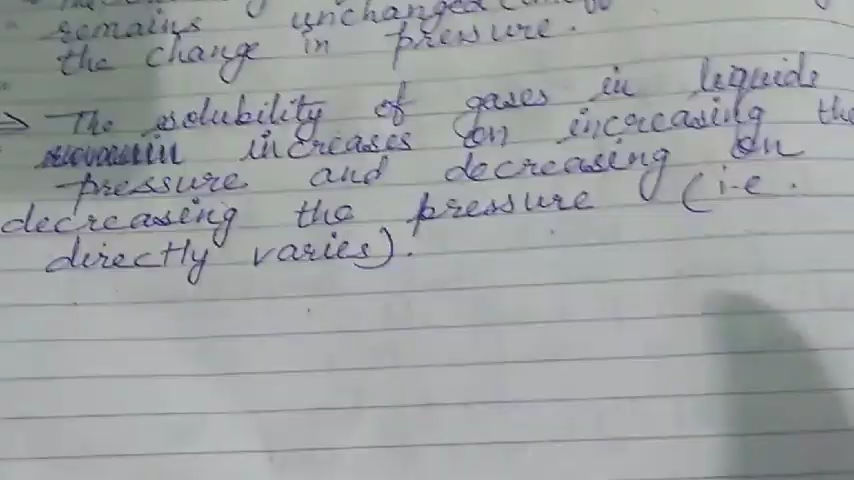 remains unchanged
the change in pressure.
⇒ The solubility of gases in liquids
increases on increasing the
pressure and decreasing on
decreasing the pressure (i.e.
directly varies).